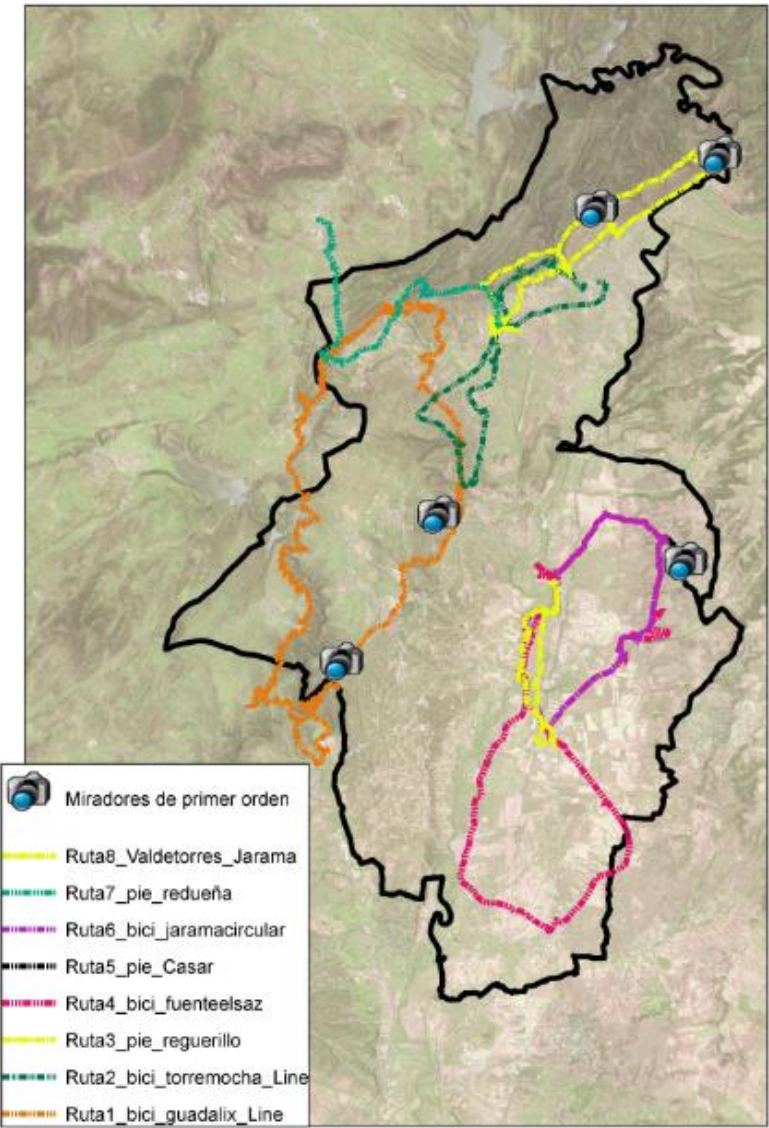 Miradores de primer orden
Ruta8_Valdetorres_Jarama
Ruta7_pie_redueña
Ruta6_bici_jaramacircular
Ruta5_pie_Casar
Ruta4_bici_fuenteelsaz
Ruta3_pie_reguerillo
Ruta2_bici_torremocha_Line
Ruta1_bici_guadalix_Line